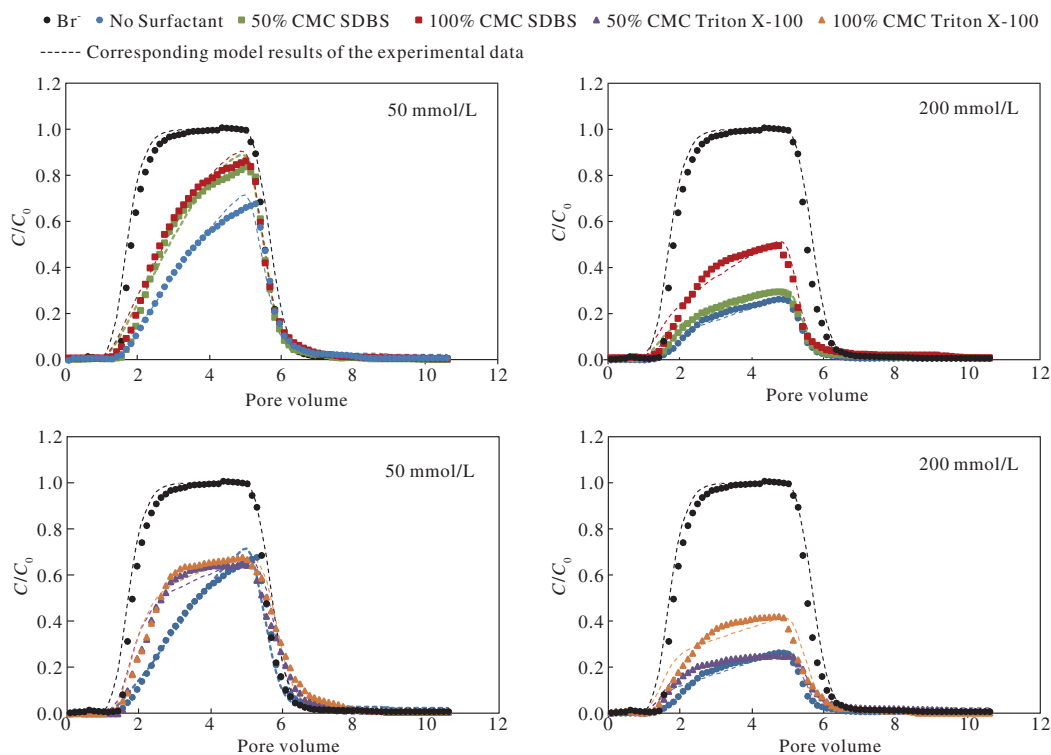 Br⁻ No Surfactant 50% CMC SDBS 100% CMC SDBS 50% CMC Triton X-100 100% CMC Triton X-100
Corresponding model results of the experimental data
1.2
1.0
0.8
0.6
0.4
0.2
0.0
C/C₀
50 mmol/L
0 2 4 6 8 10 12
Pore volume
1.2
1.0
0.8
0.6
0.4
0.2
0.0
C/C₀
200 mmol/L
0 2 4 6 8 10 12
Pore volume
1.2
1.0
0.8
0.6
0.4
0.2
0.0
C/C₀
50 mmol/L
0 2 4 6 8 10 12
Pore volume
1.2
1.0
0.8
0.6
0.4
0.2
0.0
C/C₀
200 mmol/L
0 2 4 6 8 10 12
Pore volume